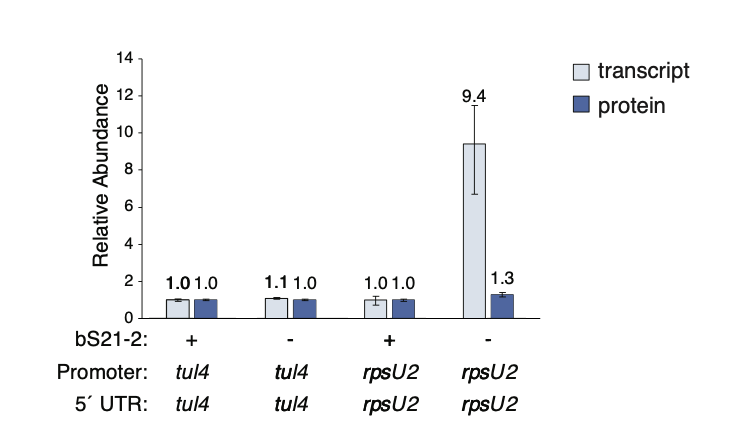 14
12
10
8
6
4
2
0
Relative Abundance
1.0 1.0
1.1 1.0
1.0 1.0
9.4
1.3
transcript
protein
bS21-2: + - + -
Promoter: tul4 tul4 rpsU2 rpsU2
5´ UTR: tul4 tul4 rpsU2 rpsU2